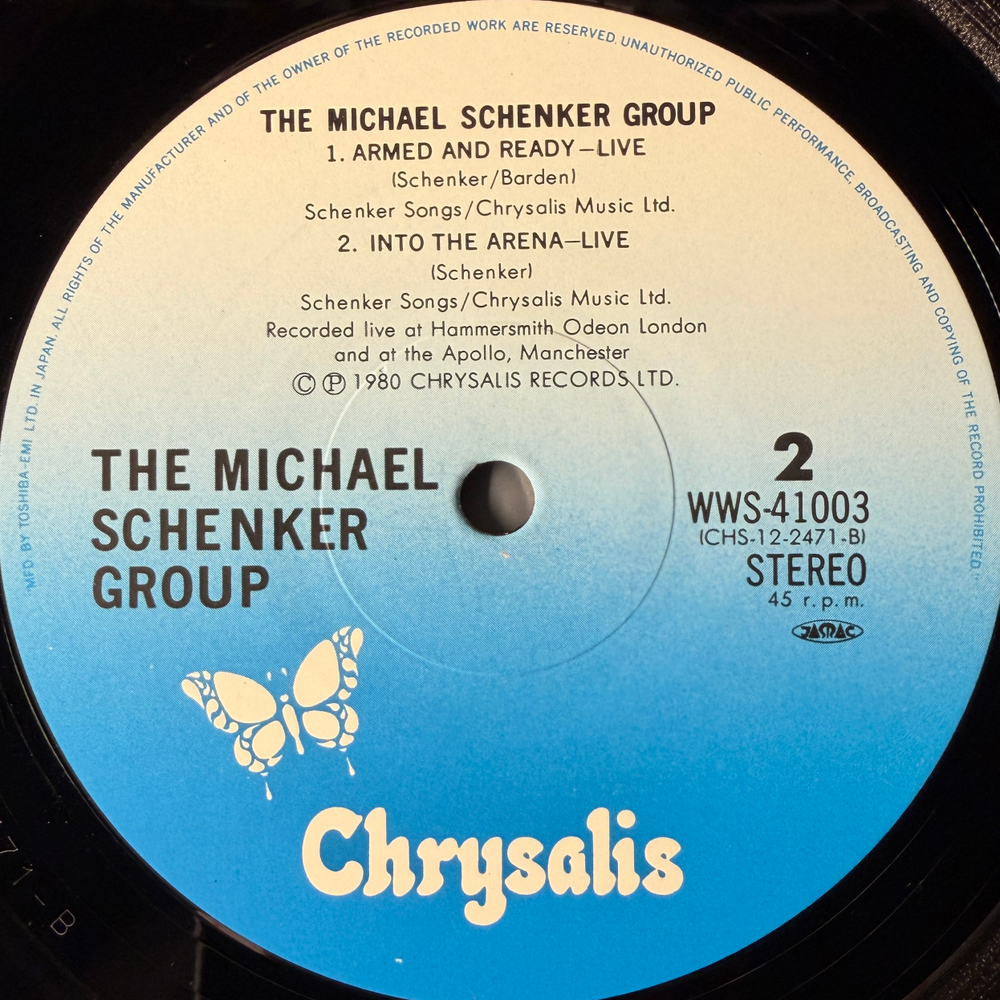 "MFD BY TOSHIBA-EMI LTD. IN JAPAN. ALL RIGHTS OF THE MANUFACTURER AND OF THE OWNER OF THE RECORDED WORK ARE RESERVED. UNAUTHORIZED PUBLIC PERFORMANCE, BROADCASTING AND COPYING OF THE RECORD PROHIBITED."
THE MICHAEL SCHENKER GROUP
1. ARMED AND READY–LIVE
(Schenker/Barden)
Schenker Songs/Chrysalis Music Ltd.
2. INTO THE ARENA–LIVE
(Schenker)
Schenker Songs/Chrysalis Music Ltd.
Recorded live at Hammersmith Odeon London
and at the Apollo, Manchester
Ⓒ Ⓟ 1980 CHRYSALIS RECORDS LTD.
THE MICHAEL
SCHENKER
GROUP
2
WWS-41003
(CHS-12-2471-B)
STEREO
45 r.p.m.
JASRAC
Chrysalis
71-B